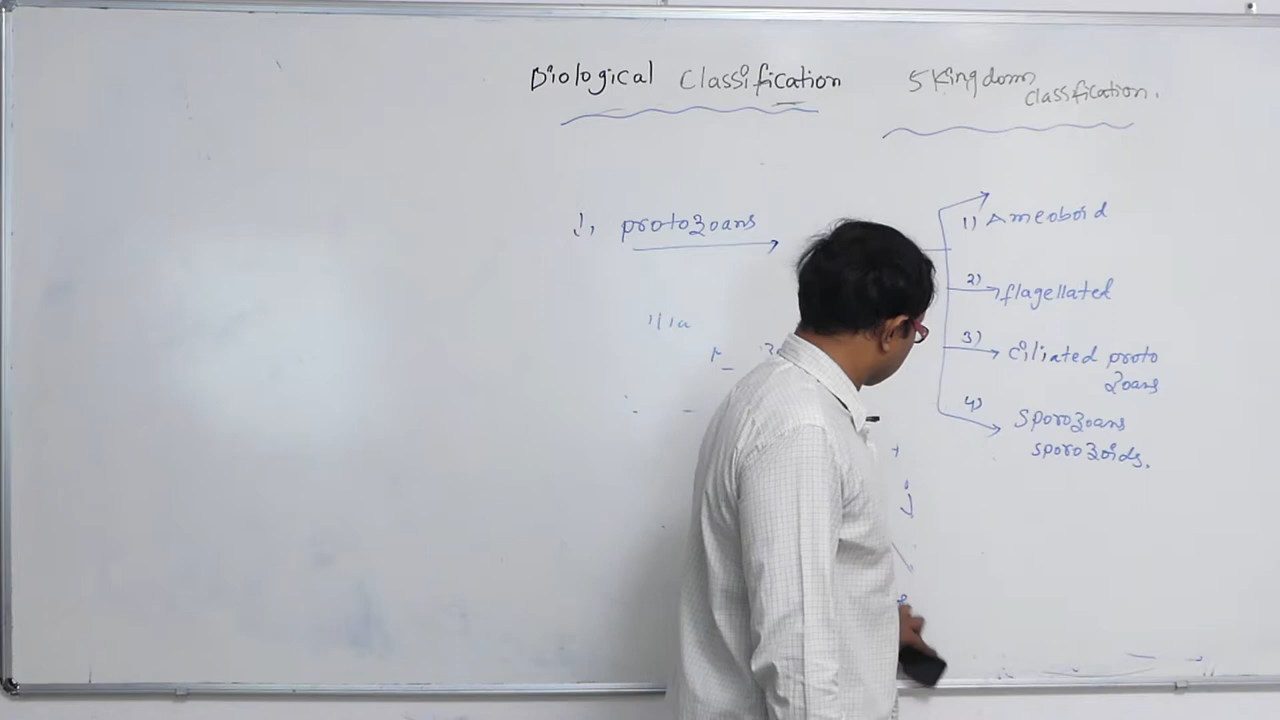 Biological Classification
5 Kingdom
classification.
1, protozoans
1) Ameoboid
2) flagellated
3) ciliated proto
zoans
4) Sporozoans
sporozoids.